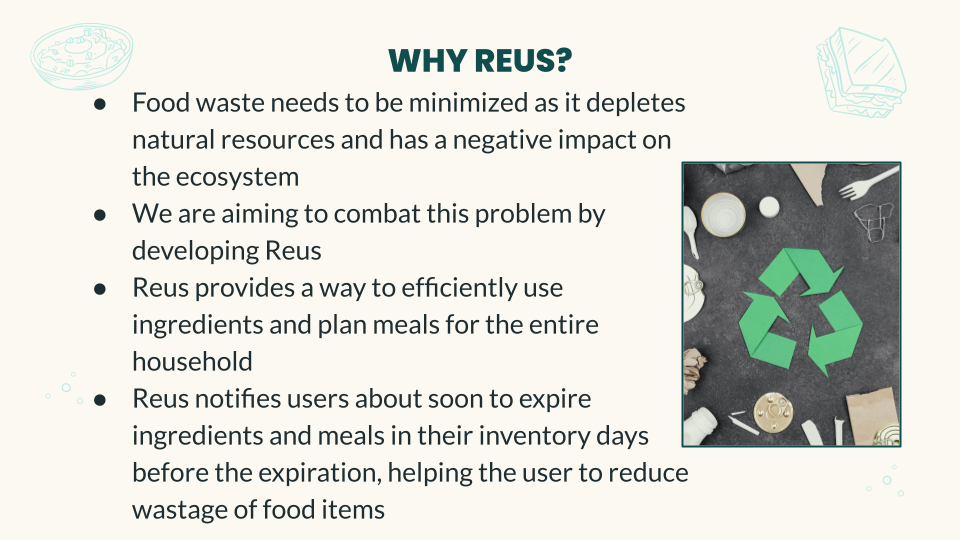 WHY REUS?
● Food waste needs to be minimized as it depletes
natural resources and has a negative impact on
the ecosystem
● We are aiming to combat this problem by
developing Reus
● Reus provides a way to efficiently use
ingredients and plan meals for the entire
household
● Reus notifies users about soon to expire
ingredients and meals in their inventory days
before the expiration, helping the user to reduce
wastage of food items